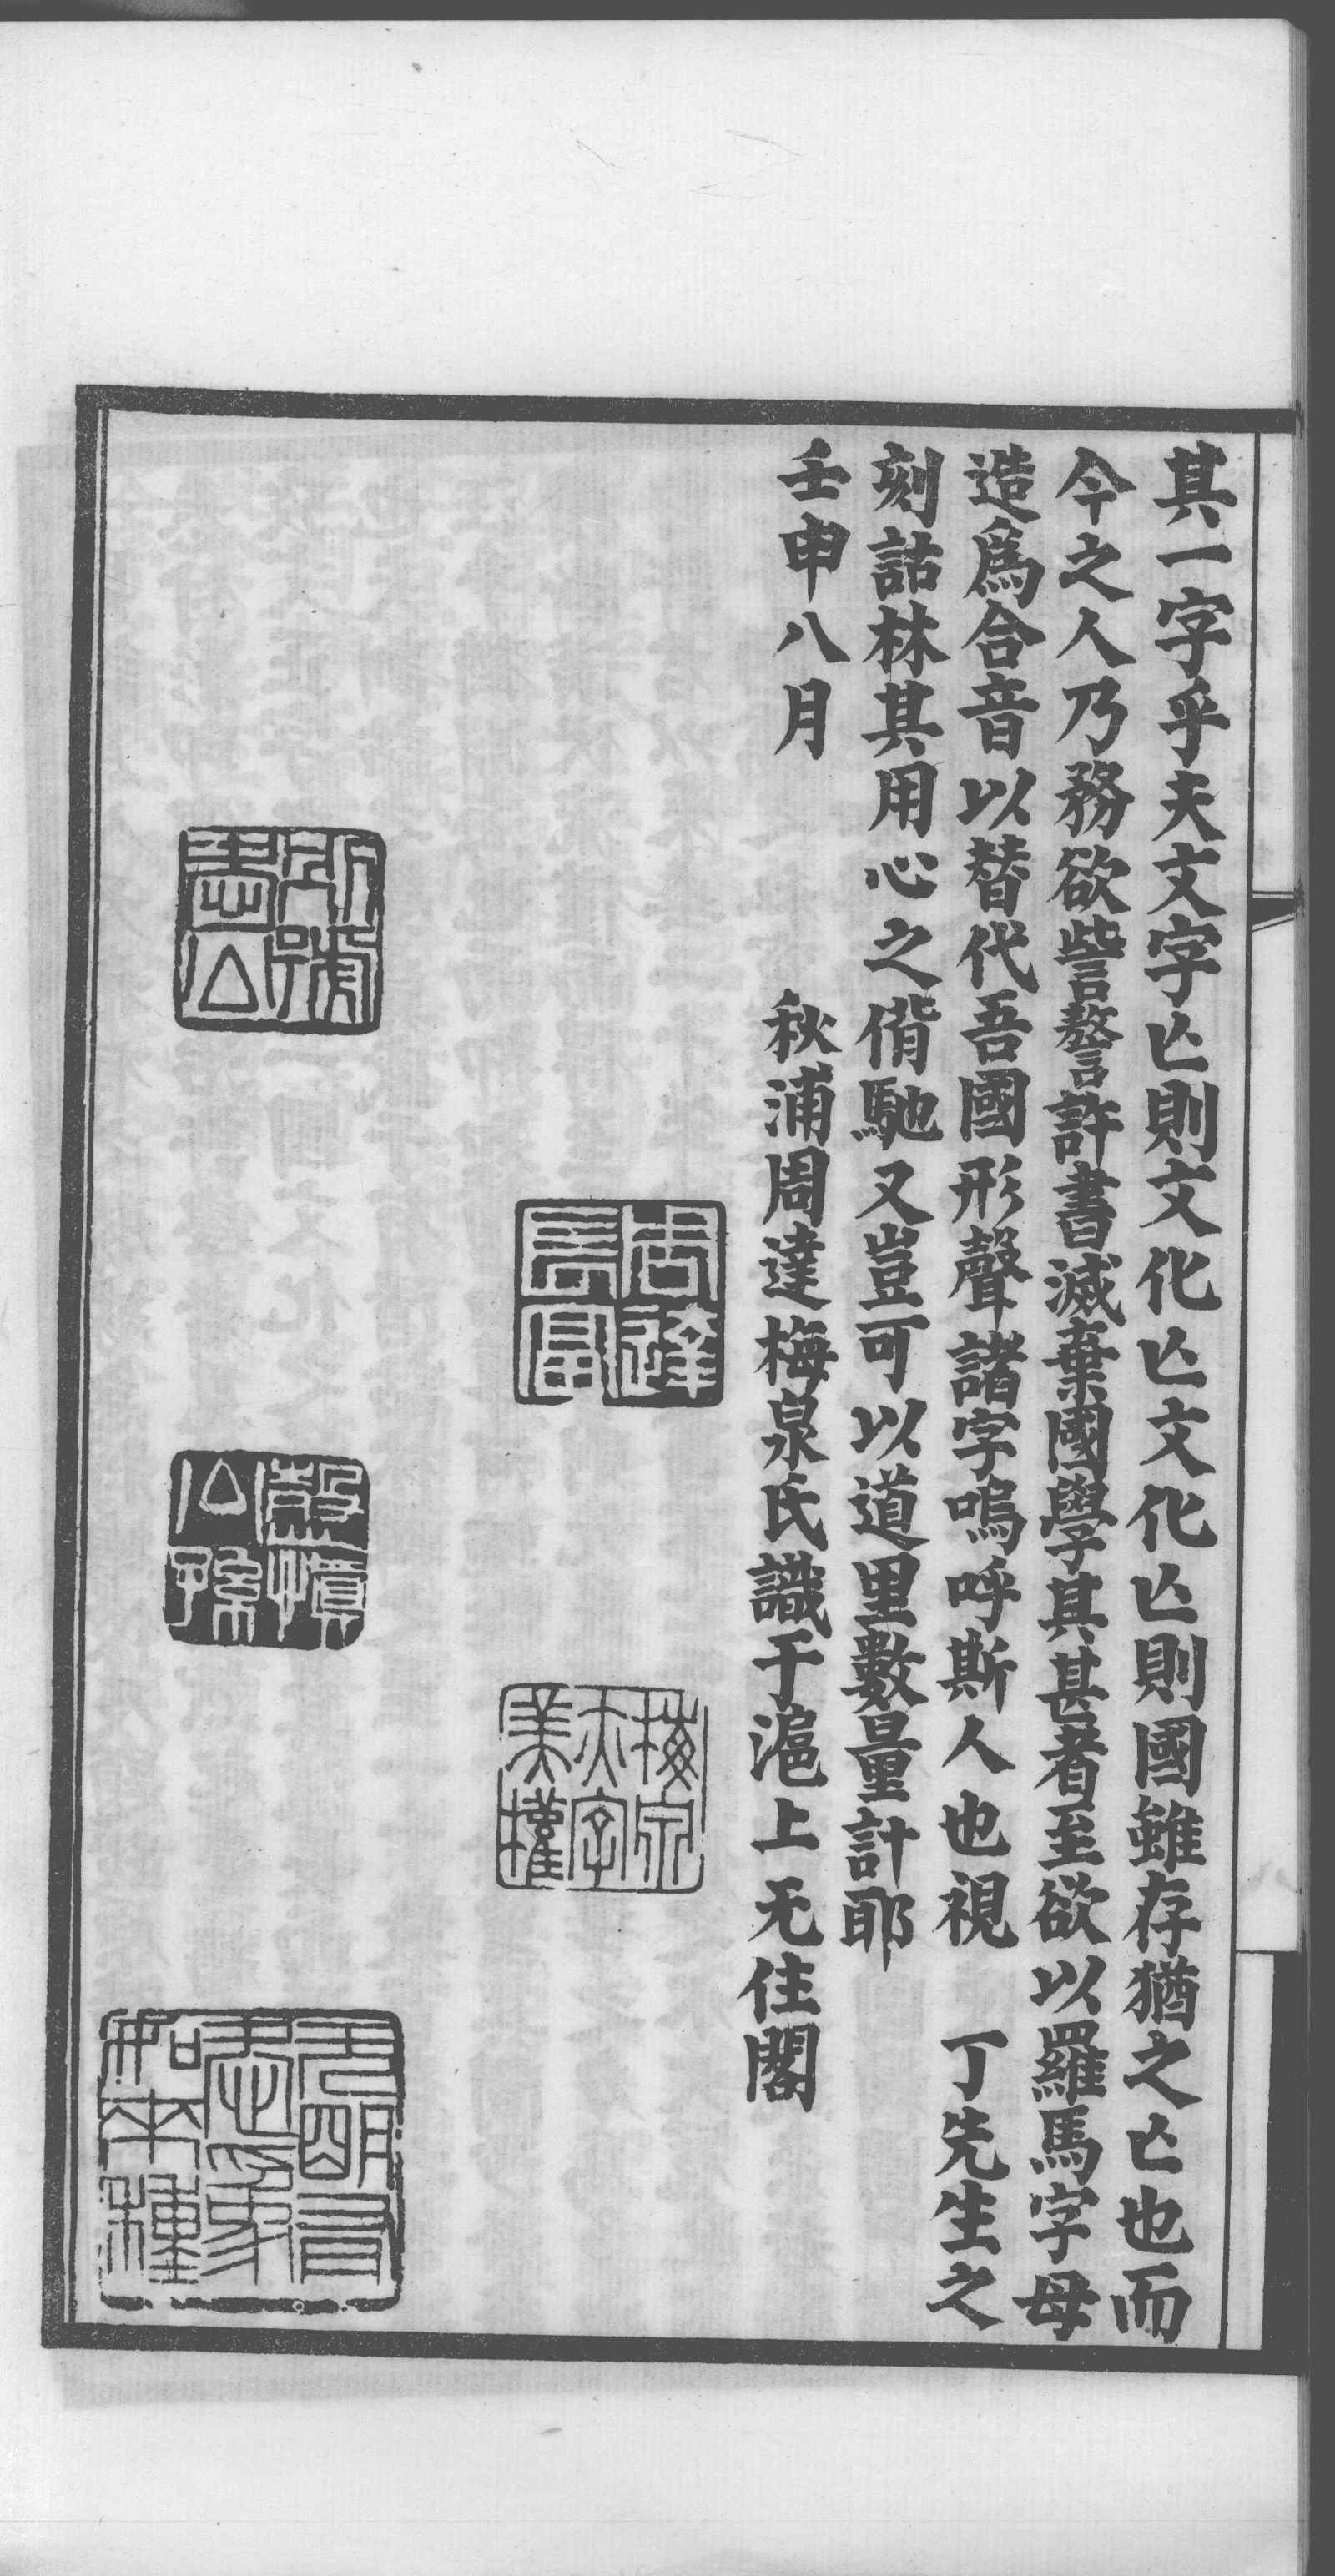 其一字乎夫文字亾則文化亾文化亾則國雖存猶之亾也而
今之人乃務欲訾謷許書滅棄國學其甚者至欲以羅馬字母
造爲合音以替代吾國形聲諸字嗚呼斯人也視　丁先生之
刻詁林其用心之偝馳又豈可以道里數量計耶
壬申八月　　　秋浦周達梅泉氏識于滬上无住閣
周達
梅泉六字美權